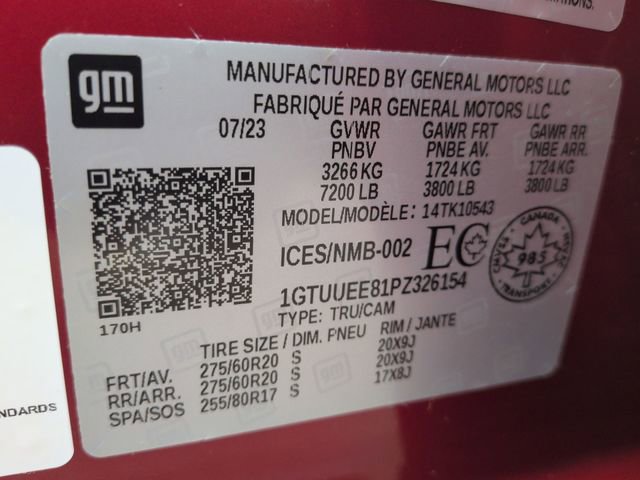 ATIONS.
gm
MANUFACTURED BY GENERAL MOTORS LLC
FABRIQUÉ PAR GENERAL MOTORS LLC
07/23 GVWR GAWR FRT GAWR RR
PNBV PNBE AV. PNBE ARR.
3266 KG 1724 KG 1724 KG
7200 LB 3800 LB 3800 LB
MODEL/MODÈLE: 14TK10543
ICES/NMB-002 EC
CANADA
985
TRANSPORT
1GTUUEE81PZ326154
170H
TYPE: TRU/CAM
TIRE SIZE / DIM. PNEU RIM / JANTE
FRT/AV. 275/60R20 S 20X9J
RR/ARR. 275/60R20 S 20X9J
SPA/SOS 255/80R17 S 17X8J
NDARDS